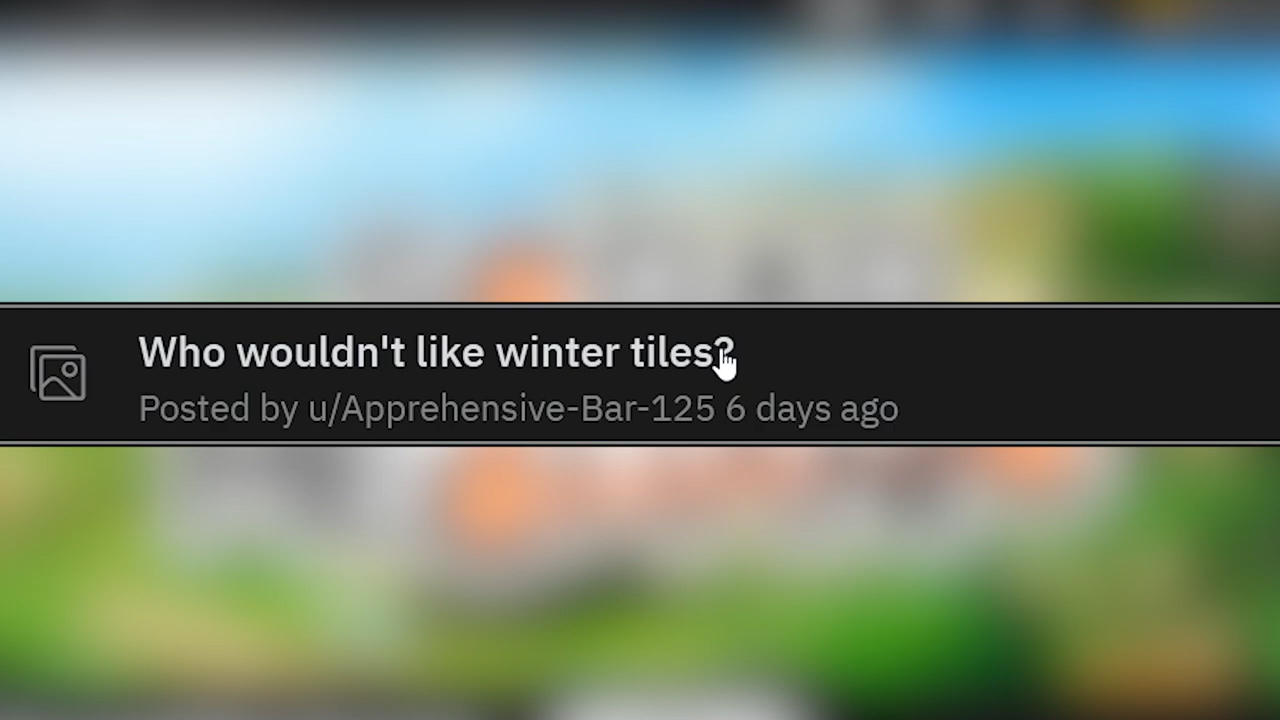 Who wouldn't like winter tiles?
Posted by u/Apprehensive-Bar-125 6 days ago